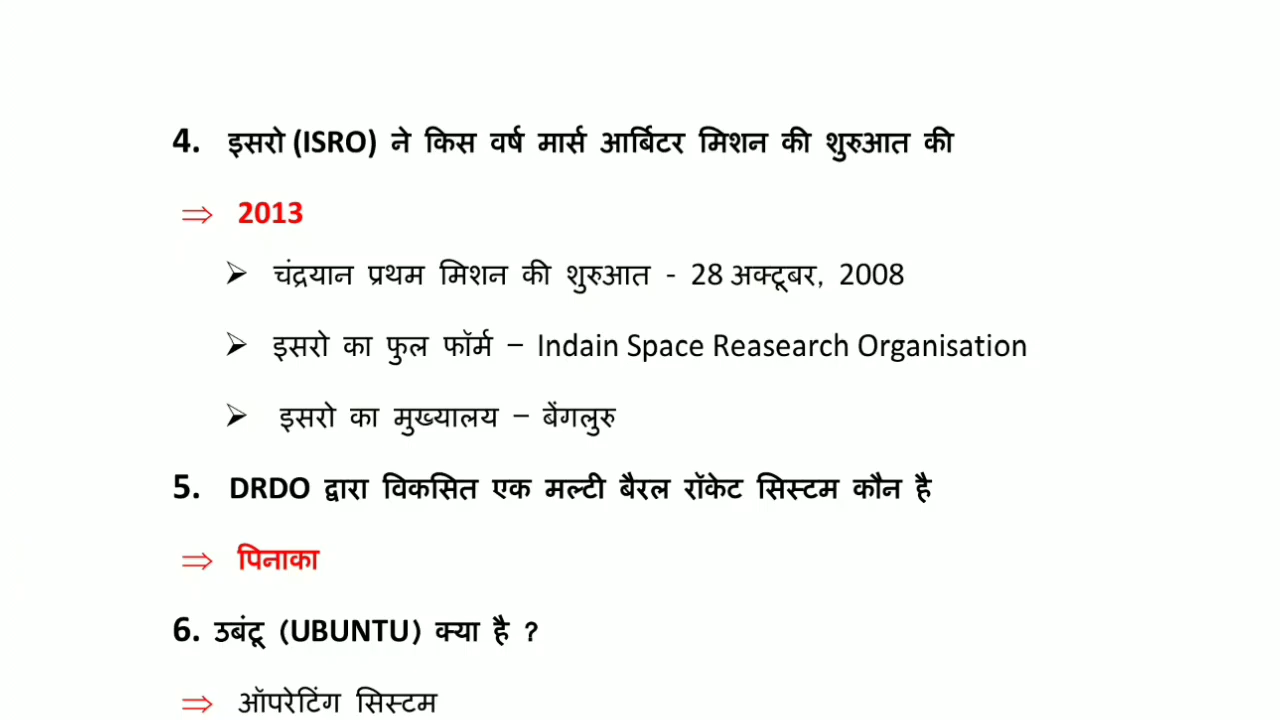 4. इसरो (ISRO) ने किस वर्ष मार्स आर्बिटर मिशन की शुरुआत की
⇒ 2013
➢ चंद्रयान प्रथम मिशन की शुरुआत - 28 अक्टूबर, 2008
➢ इसरो का फुल फॉर्म – Indain Space Reasearch Organisation
➢ इसरो का मुख्यालय – बेंगलुरु
5. DRDO द्वारा विकसित एक मल्टी बैरल रॉकेट सिस्टम कौन है
⇒ पिनाका
6. उबंटू (UBUNTU) क्या है ?
⇒ ऑपरेटिंग सिस्टम